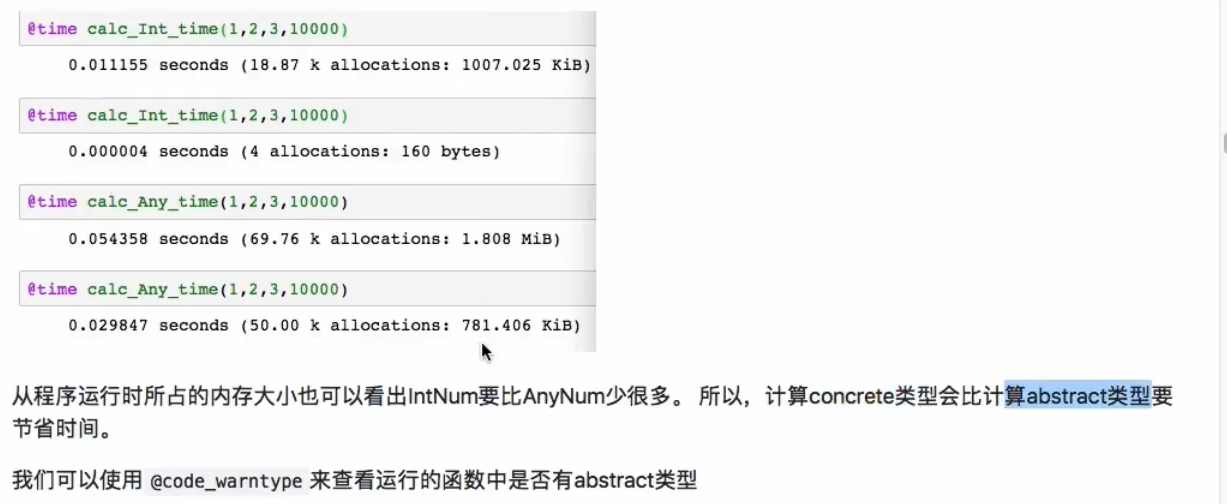 @time calc_Int_time(1,2,3,10000)
0.011155 seconds (18.87 k allocations: 1007.025 KiB)
@time calc_Int_time(1,2,3,10000)
0.000004 seconds (4 allocations: 160 bytes)
@time calc_Any_time(1,2,3,10000)
0.054358 seconds (69.76 k allocations: 1.808 MiB)
@time calc_Any_time(1,2,3,10000)
0.029847 seconds (50.00 k allocations: 781.406 KiB)
从程序运行时所占的内存大小也可以看出IntNum要比AnyNum少很多。 所以，计算concrete类型会比计算abstract类型要
节省时间。
我们可以使用 @code_warntype 来查看运行的函数中是否有abstract类型